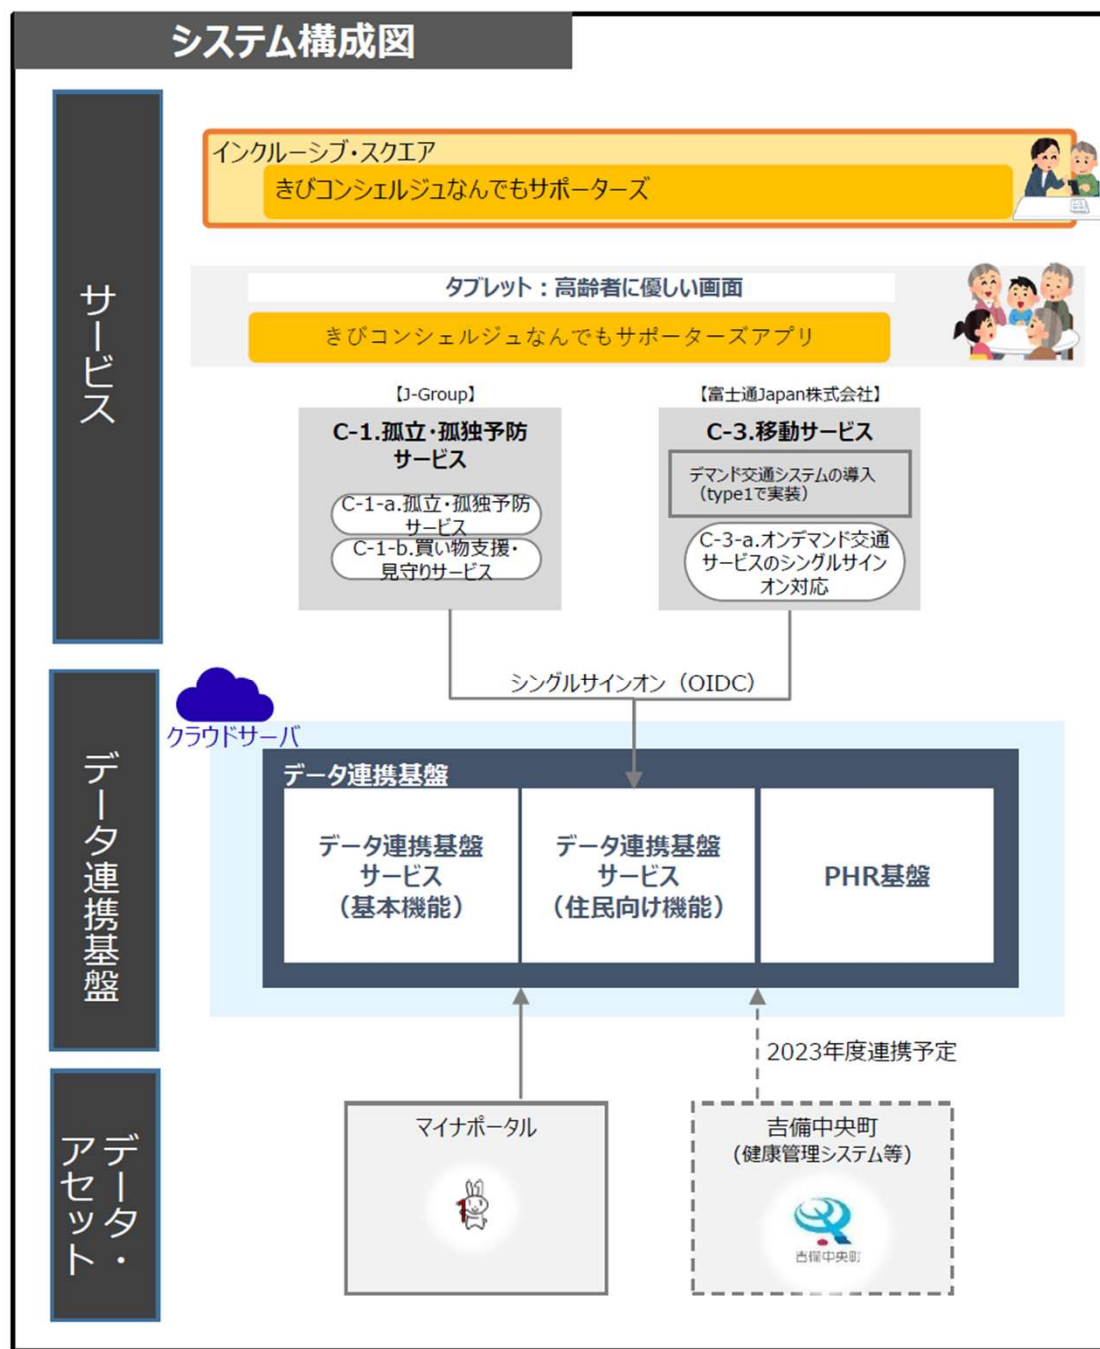 システム構成図
サービス
インクルーシブ・スクエア
きびコンシェルジュなんでもサポーターズ
タブレット：高齢者に優しい画面
きびコンシェルジュなんでもサポーターズアプリ
【J-Group】
C-1.孤立・孤独予防
サービス
C-1-a.孤立・孤独予防
サービス
C-1-b.買い物支援・
見守りサービス
【富士通Japan株式会社】
C-3.移動サービス
デマンド交通システムの導入
（type1で実装）
C-3-a.オンデマンド交通
サービスのシングルサイン
オン対応
シングルサインオン（OIDC）
データ連携基盤
クラウドサーバ
データ連携基盤
データ連携基盤
サービス
（基本機能）
データ連携基盤
サービス
（住民向け機能）
PHR基盤
2023年度連携予定
データ・
アセット
マイナポータル
吉備中央町
(健康管理システム等)
吉備中央町